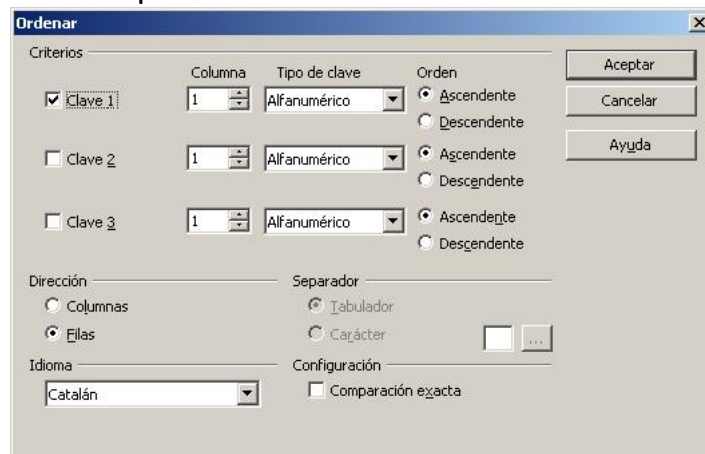 Ordenar
Criterios
Columna Tipo de clave Orden
Clave 1 1 Alfanumérico Ascendente
Descendente
Clave 2 1 Alfanumérico Ascendente
Descendente
Clave 3 1 Alfanumérico Ascendente
Descendente
Aceptar
Cancelar
Ayuda
Dirección
Columnas
Filas
Separador
Tabulador
Carácter ...
Idioma
Catalán
Configuración
Comparación exacta